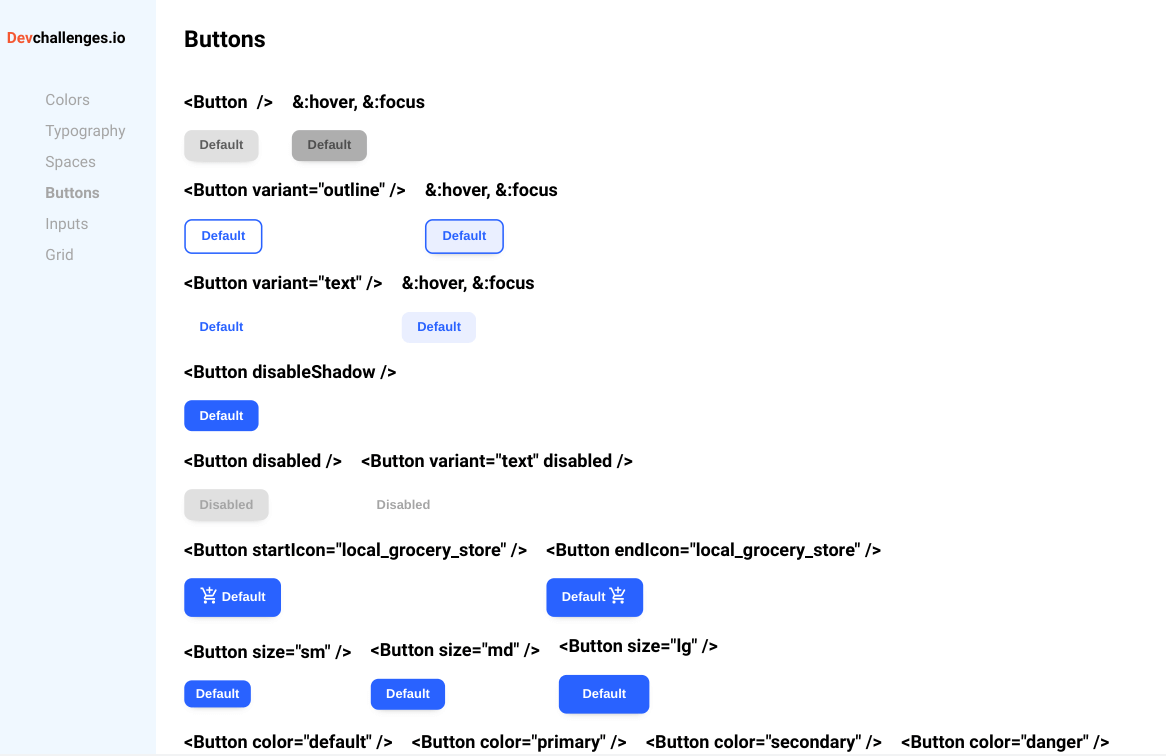 Devchallenges.io
Colors
Typography
Spaces
Buttons
Inputs
Grid
Buttons
<Button /> &:hover, &:focus
Default Default
<Button variant="outline" /> &:hover, &:focus
Default Default
<Button variant="text" /> &:hover, &:focus
Default Default
<Button disableShadow />
Default
<Button disabled /> <Button variant="text" disabled />
Disabled Disabled
<Button startIcon="local_grocery_store" /> <Button endIcon="local_grocery_store" />
Default Default
<Button size="sm" /> <Button size="md" /> <Button size="lg" />
Default Default Default
<Button color="default" /> <Button color="primary" /> <Button color="secondary" /> <Button color="danger" />